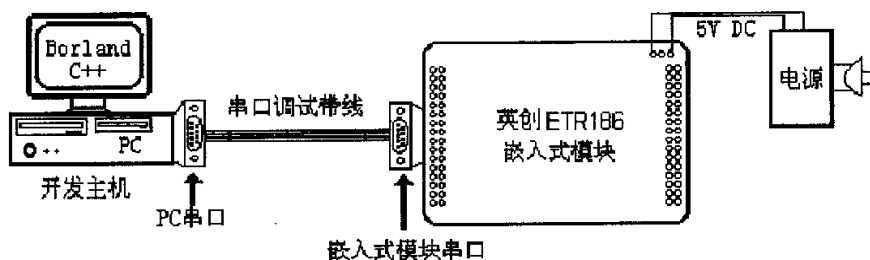 Borland
C++
PC
开发主机
PC串口
串口调试带线
嵌入式模块串口
英创ETR186
嵌入式模块
5V DC
电源